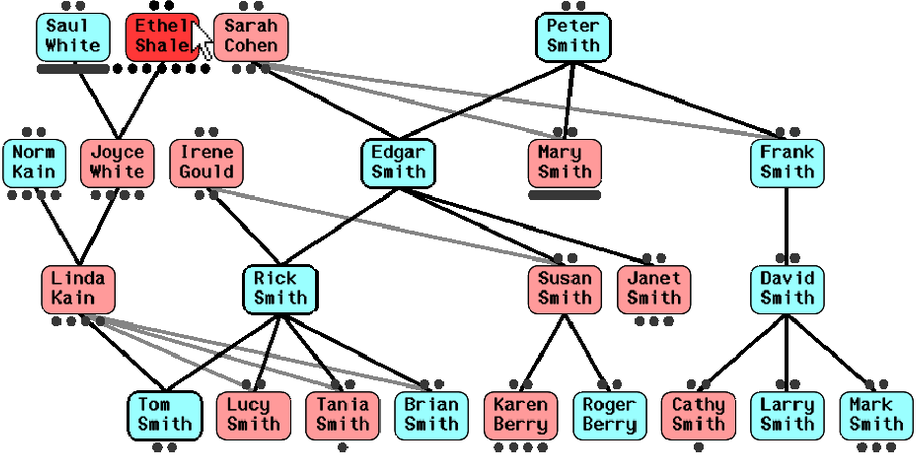 Saul
White
Ethel
Shale
Sarah
Cohen
Peter
Smith
Norm
Kain
Joyce
White
Irene
Gould
Edgar
Smith
Mary
Smith
Frank
Smith
Linda
Kain
Rick
Smith
Susan
Smith
Janet
Smith
David
Smith
Tom
Smith
Lucy
Smith
Tania
Smith
Brian
Smith
Karen
Berry
Roger
Berry
Cathy
Smith
Larry
Smith
Mark
Smith